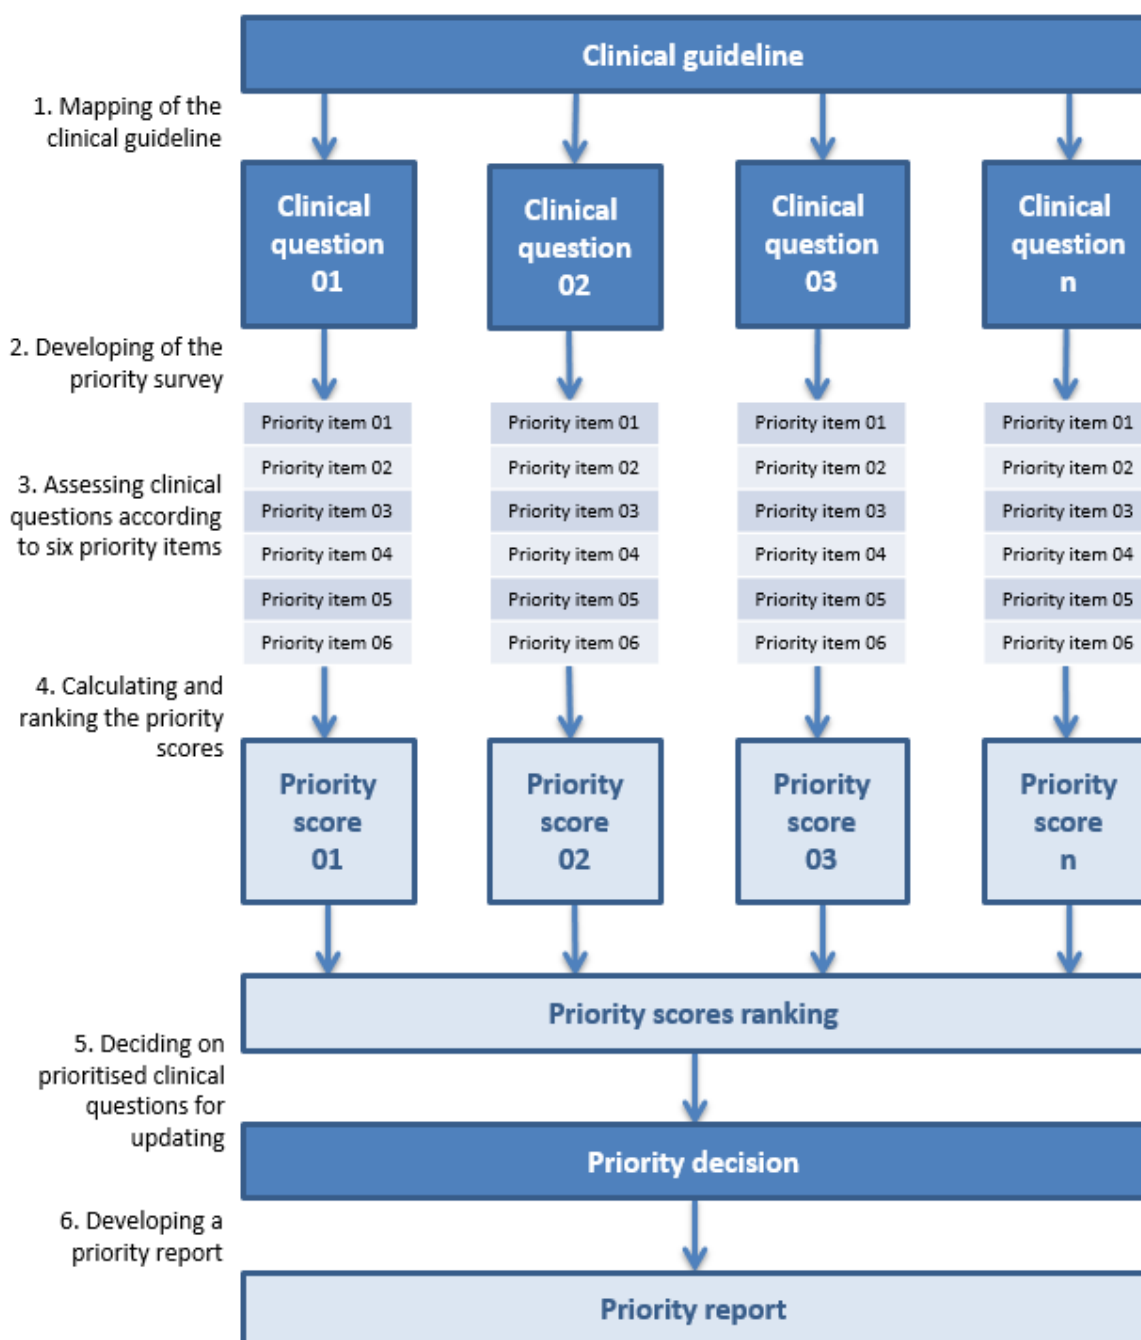 Clinical guideline
1. Mapping of the
clinical guideline
Clinical
question
01
Clinical
question
02
Clinical
question
03
Clinical
question
n
2. Developing of the
priority survey
Priority item 01
Priority item 01
Priority item 01
Priority item 01
Priority item 02
Priority item 02
Priority item 02
Priority item 02
3. Assessing clinical
questions according
to six priority items
Priority item 03
Priority item 03
Priority item 03
Priority item 03
Priority item 04
Priority item 04
Priority item 04
Priority item 04
Priority item 05
Priority item 05
Priority item 05
Priority item 05
Priority item 06
Priority item 06
Priority item 06
Priority item 06
4. Calculating and
ranking the priority
scores
Priority
score
01
Priority
score
02
Priority
score
03
Priority
score
n
Priority scores ranking
5. Deciding on
prioritised clinical
questions for
updating
Priority decision
6. Developing a
priority report
Priority report